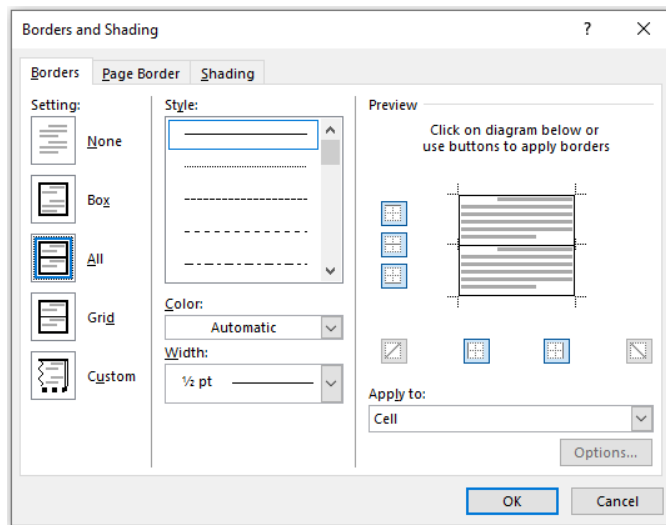 Borders and Shading
?
Borders
Page Border
Shading
Setting:
None
Box
All
Grid
Custom
Style:
Color:
Automatic
Width:
½ pt
Preview
Click on diagram below or
use buttons to apply borders
Apply to:
Cell
Options...
OK
Cancel